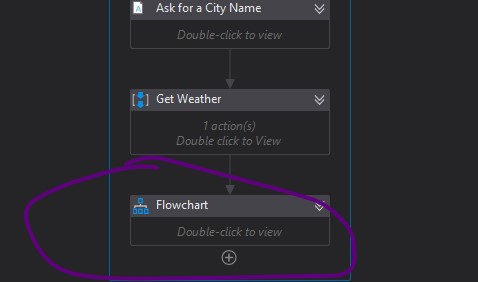 Ask for a City Name
Double-click to view
Get Weather
1 action(s)
Double click to View
Flowchart
Double-click to view